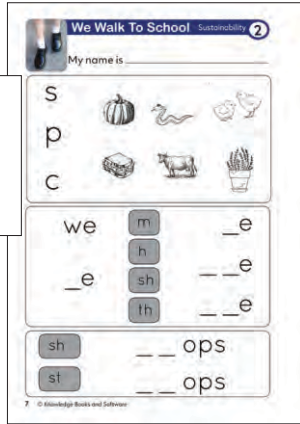 We Walk To School Sustainability 2
My name is
s
p
c
we m _e
h
_e sh _ _e
th _ _e
sh _ _ ops
st _ _ ops
7 © Knowledge Books and Software